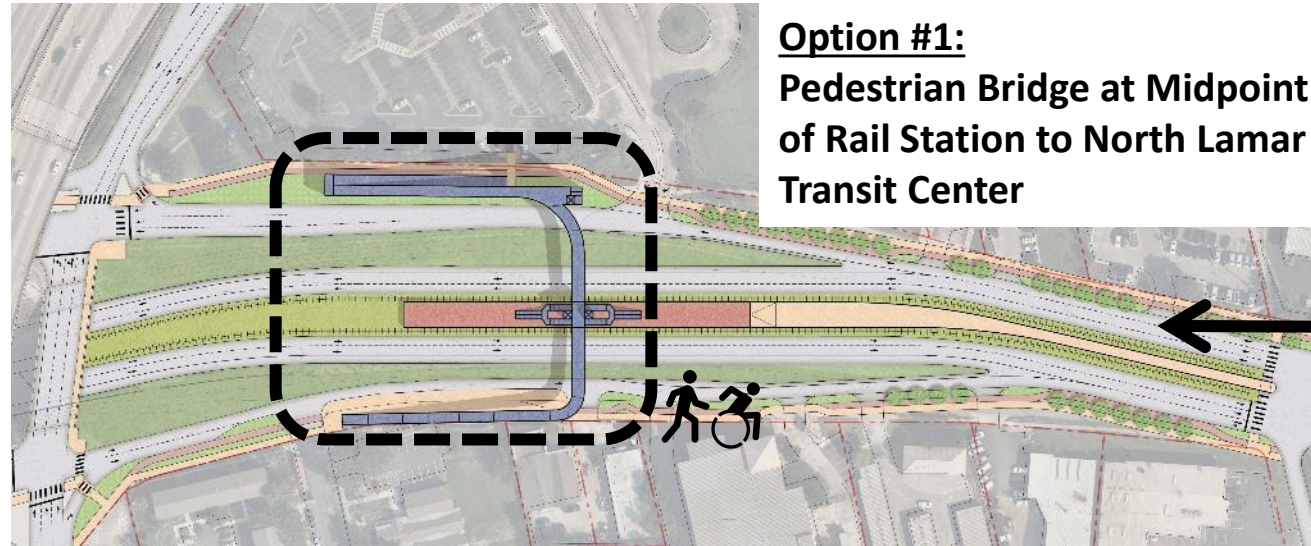 Option #1:
Pedestrian Bridge at Midpoint
of Rail Station to North Lamar
Transit Center